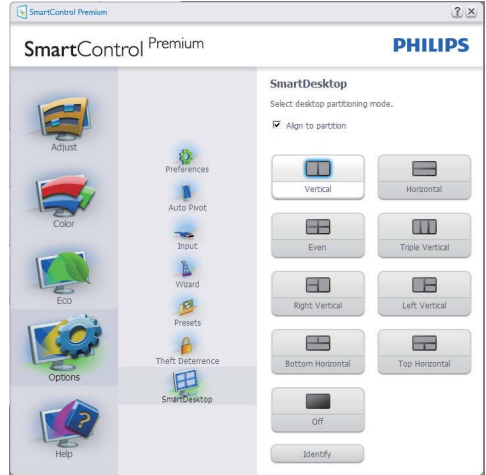 SmartControl Premium
SmartControl Premium
PHILIPS
Adjust
Color
Eco
Options
Help
Preferences
Auto Pivot
Input
Wizard
Presets
Theft Deterrence
SmartDesktop
SmartDesktop
Select desktop partitioning mode.
Align to partition
Vertical
Horizontal
Even
Triple Vertical
Right Vertical
Left Vertical
Bottom Horizontal
Top Horizontal
Off
Identify